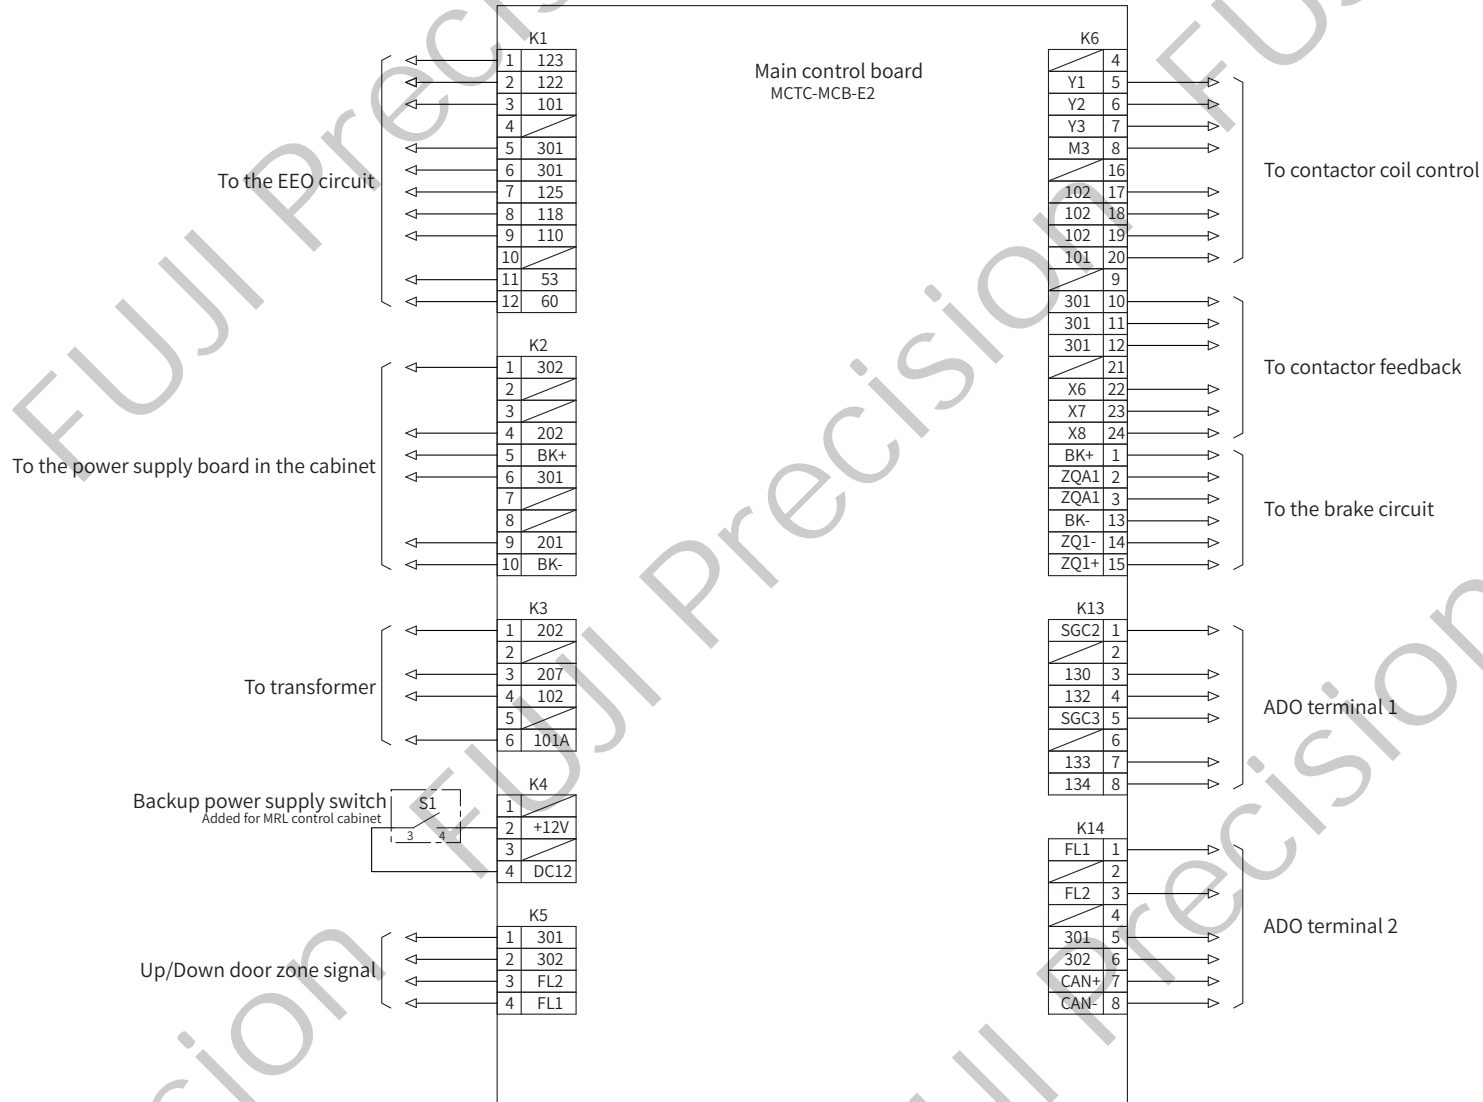 Main control board
MCTC-MCB-E2
K1
1 123
2 122
3 101
4
5 301
6 301
7 125
8 118
9 110
10
11 53
12 60
To the EEO circuit
K2
1 302
2
3
4 202
5 BK+
6 301
7
8
9 201
10 BK-
To the power supply board in the cabinet
K3
1 202
2
3 207
4 102
5
6 101A
To transformer
K4
1
2 +12V
3
4 DC12
Backup power supply switch
Added for MRL control cabinet
S1
3 4
K5
1 301
2 302
3 FL2
4 FL1
Up/Down door zone signal
K6
4
Y1 5
Y2 6
Y3 7
M3 8
16
102 17
102 18
102 19
101 20
To contactor coil control
9
301 10
301 11
301 12
21
X6 22
X7 23
X8 24
To contactor feedback
BK+ 1
ZQA1 2
ZQA1 3
BK- 13
ZQ1- 14
ZQ1+ 15
To the brake circuit
K13
SGC2 1
2
130 3
132 4
SGC3 5
6
133 7
134 8
ADO terminal 1
K14
FL1 1
2
FL2 3
4
301 5
302 6
CAN+ 7
CAN- 8
ADO terminal 2
FUJI Precision
FUJI Precision
FUJI Precision
FUJI
sion